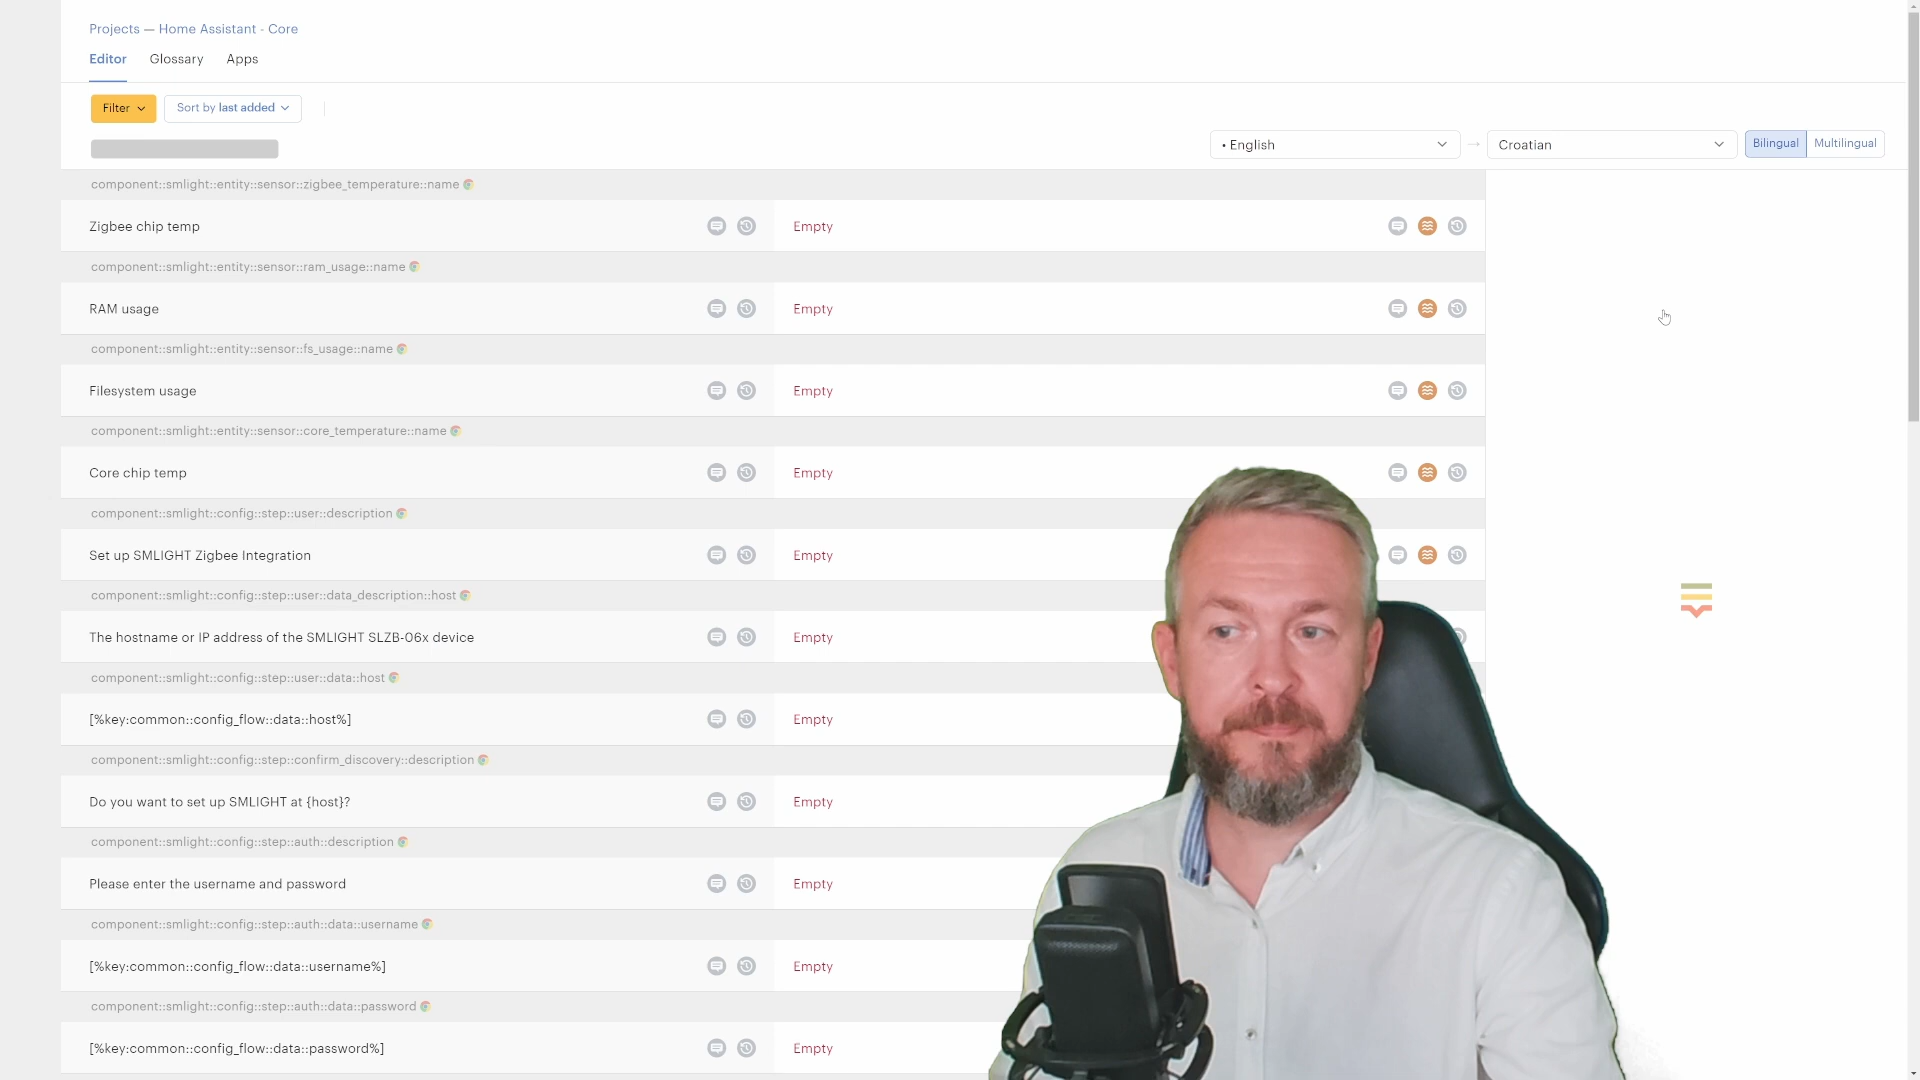 Projects — Home Assistant - Core
Editor Glossary Apps
Filter Sort by last added
• English → Croatian Bilingual Multilingual
component::smlight::entity::sensor::zigbee_temperature::name
Zigbee chip temp Empty
component::smlight::entity::sensor::ram_usage::name
RAM usage Empty
component::smlight::entity::sensor::fs_usage::name
Filesystem usage Empty
component::smlight::entity::sensor::core_temperature::name
Core chip temp Empty
component::smlight::config::step::user::description
Set up SMLIGHT Zigbee Integration Empty
component::smlight::config::step::user::data_description::host
The hostname or IP address of the SMLIGHT SLZB-06x device Empty
component::smlight::config::step::user::data::host
[%key:common::config_flow::data::host%] Empty
component::smlight::config::step::confirm_discovery::description
Do you want to set up SMLIGHT at {host}? Empty
component::smlight::config::step::auth::description
Please enter the username and password Empty
component::smlight::config::step::auth::data::username
[%key:common::config_flow::data::username%] Empty
component::smlight::config::step::auth::data::password
[%key:common::config_flow::data::password%] Empty